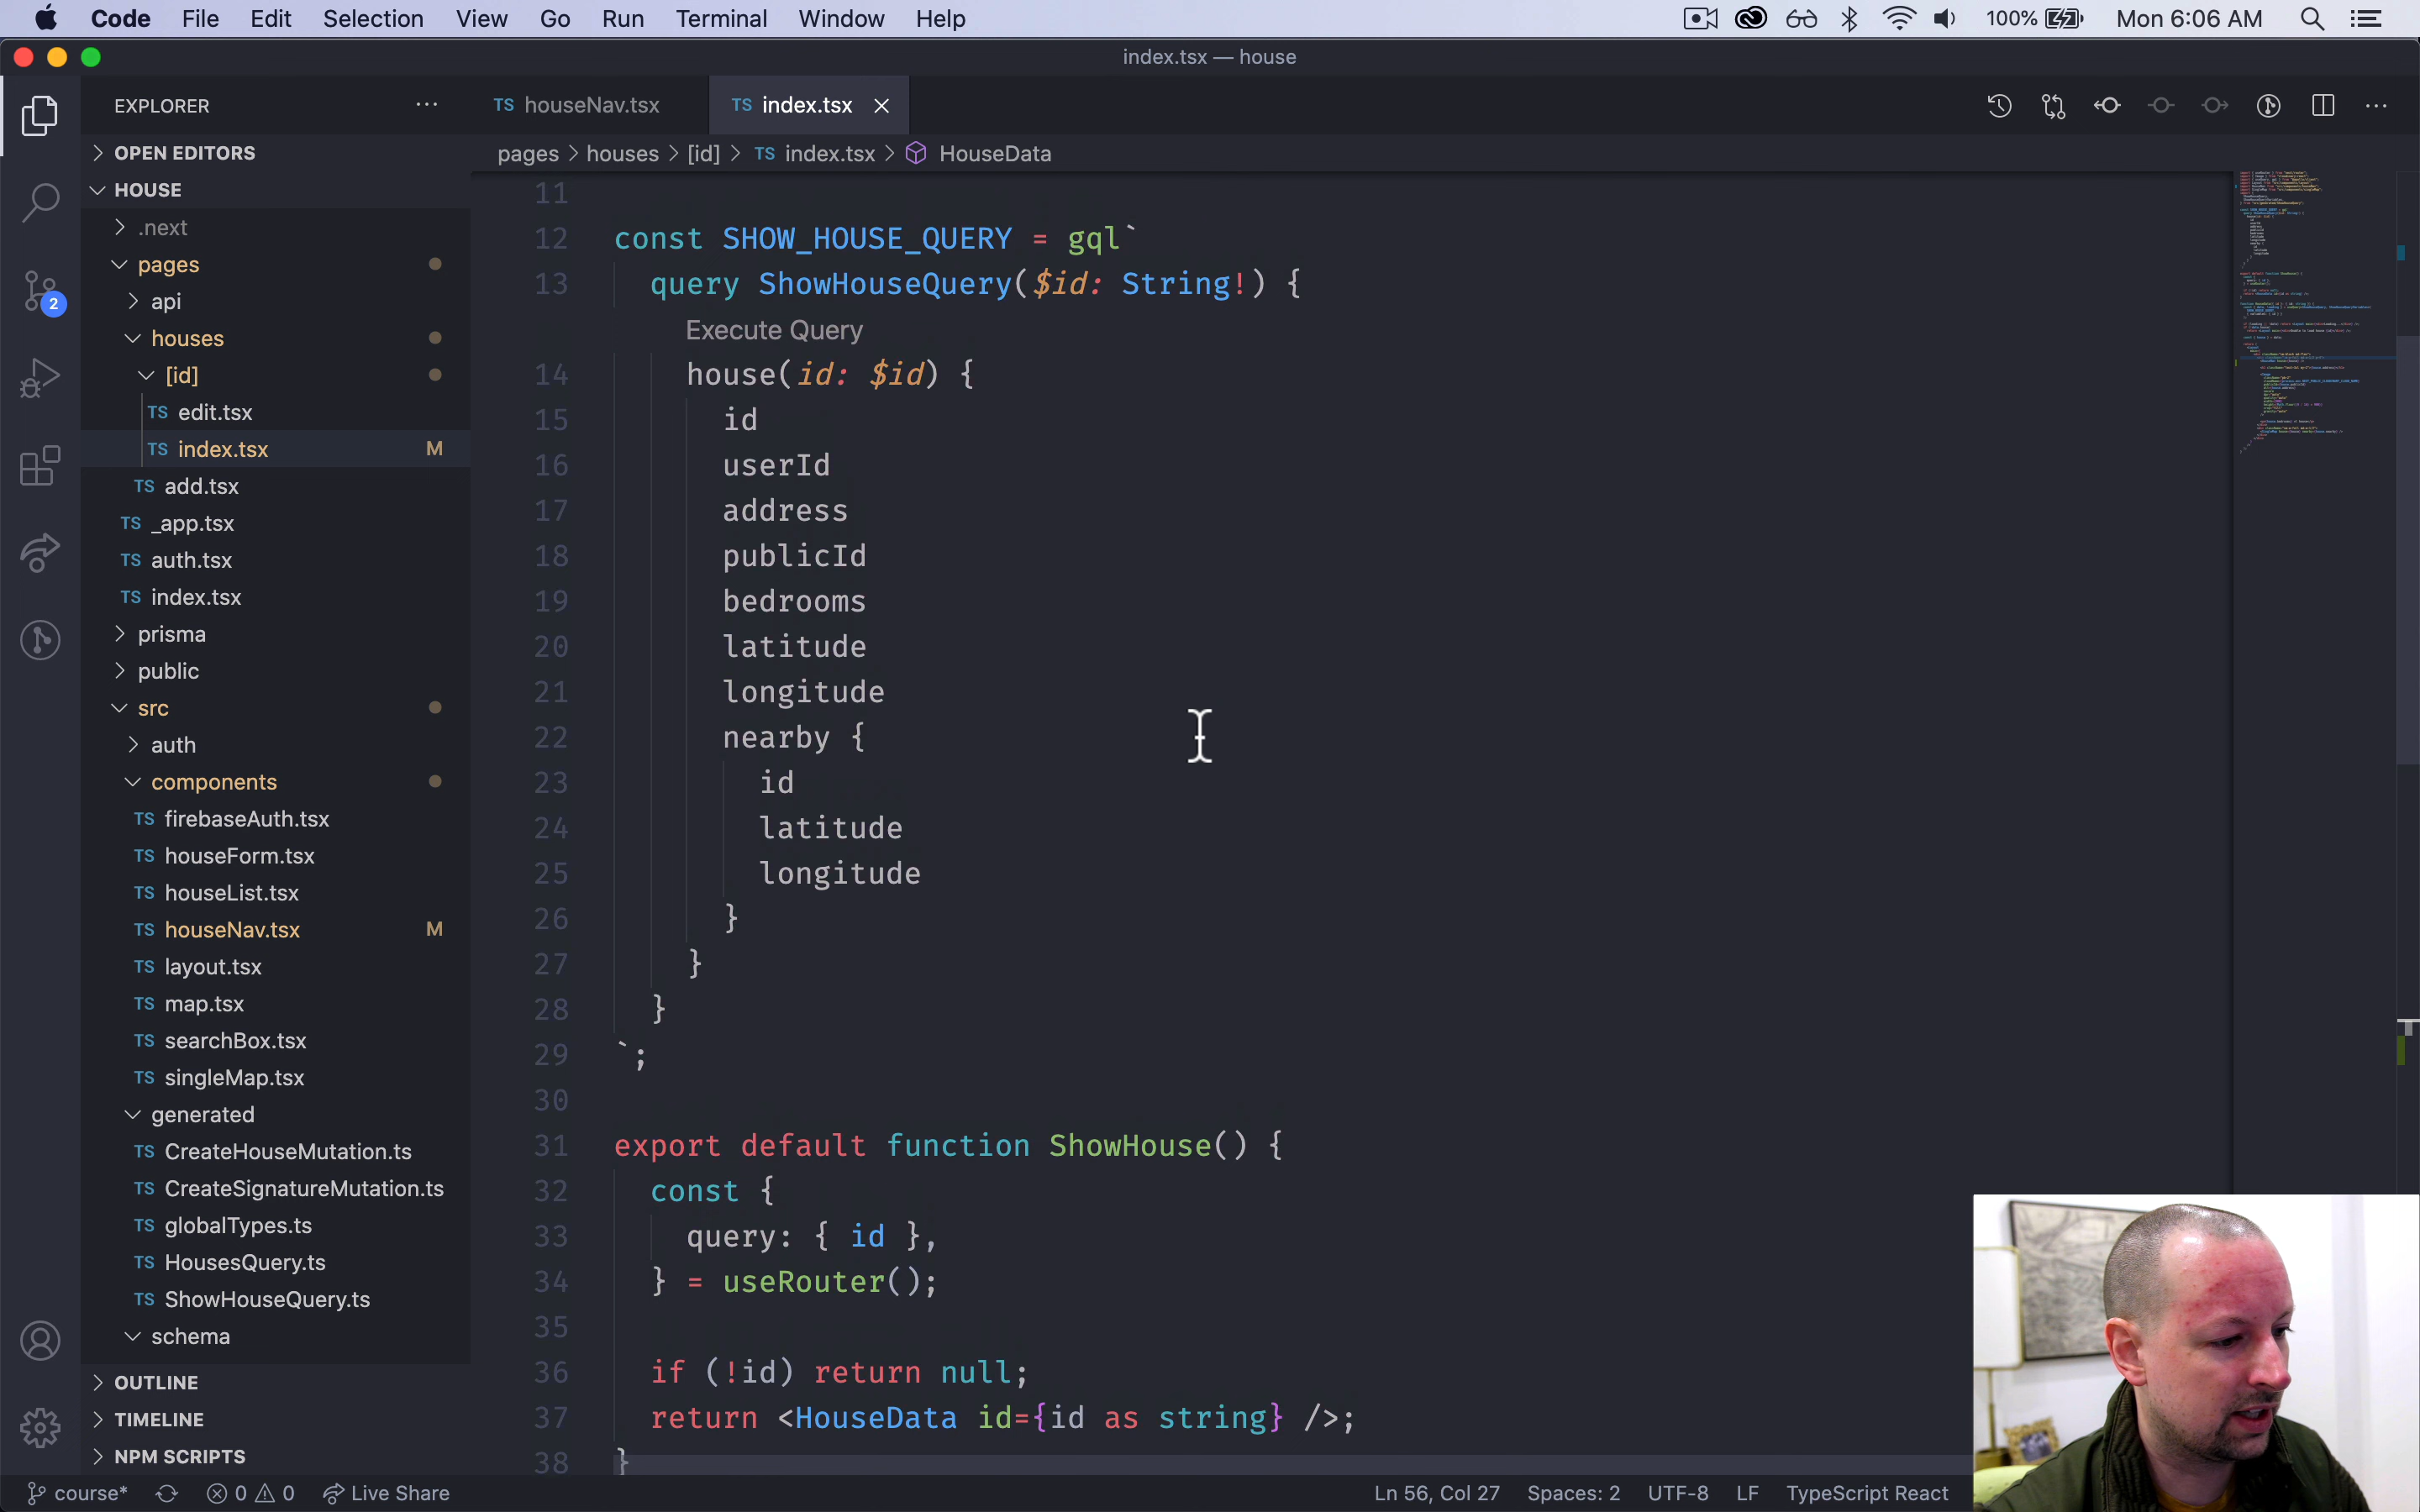 Code File Edit Selection View Go Run Terminal Window Help 100% Mon 6:06 AM
index.tsx — house
EXPLORER
TS houseNav.tsx
TS index.tsx
OPEN EDITORS
pages > houses > [id] > TS index.tsx > HouseData
HOUSE
.next
pages
api
houses
[id]
TS edit.tsx
TS index.tsx M
TS add.tsx
TS _app.tsx
TS auth.tsx
TS index.tsx
prisma
public
src
auth
components
TS firebaseAuth.tsx
TS houseForm.tsx
TS houseList.tsx
TS houseNav.tsx M
TS layout.tsx
TS map.tsx
TS searchBox.tsx
TS singleMap.tsx
generated
TS CreateHouseMutation.ts
TS CreateSignatureMutation.ts
TS globalTypes.ts
TS HousesQuery.ts
TS ShowHouseQuery.ts
schema
OUTLINE
TIMELINE
NPM SCRIPTS
2
11
12 const SHOW_HOUSE_QUERY = gql`
13 query ShowHouseQuery($id: String!) {
Execute Query
14 house(id: $id) {
15 id
16 userId
17 address
18 publicId
19 bedrooms
20 latitude
21 longitude
22 nearby {
23 id
24 latitude
25 longitude
26 }
27 }
28 }
29 `;
30
31 export default function ShowHouse() {
32 const {
33 query: { id },
34 } = useRouter();
35
36 if (!id) return null;
37 return <HouseData id={id as string} />;
38 }
course* 0 0 Live Share Ln 56, Col 27 Spaces: 2 UTF-8 LF TypeScript React